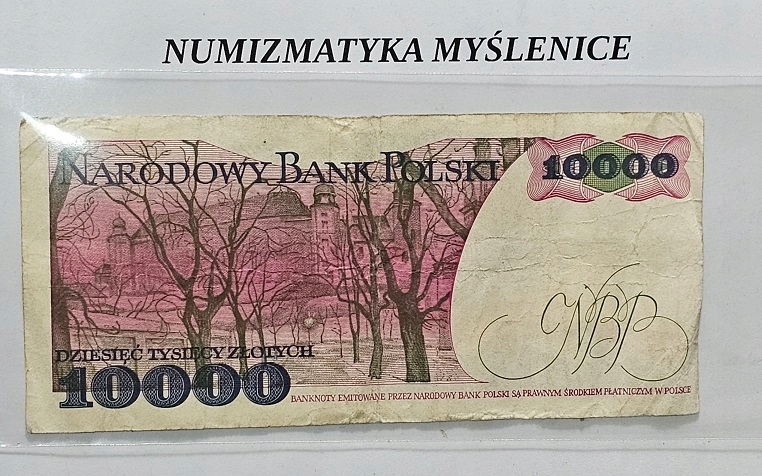 NUMIZMATYKA MYŚLENICE
NARODOWY BANK POLSKI
10000
NBP
DZIESIĘĆ TYSIĘCY ZŁOTYCH
10000
BANKNOTY EMITOWANE PRZEZ NARODOWY BANK POLSKI SĄ PRAWNYM ŚRODKIEM PŁATNICZYM W POLSCE